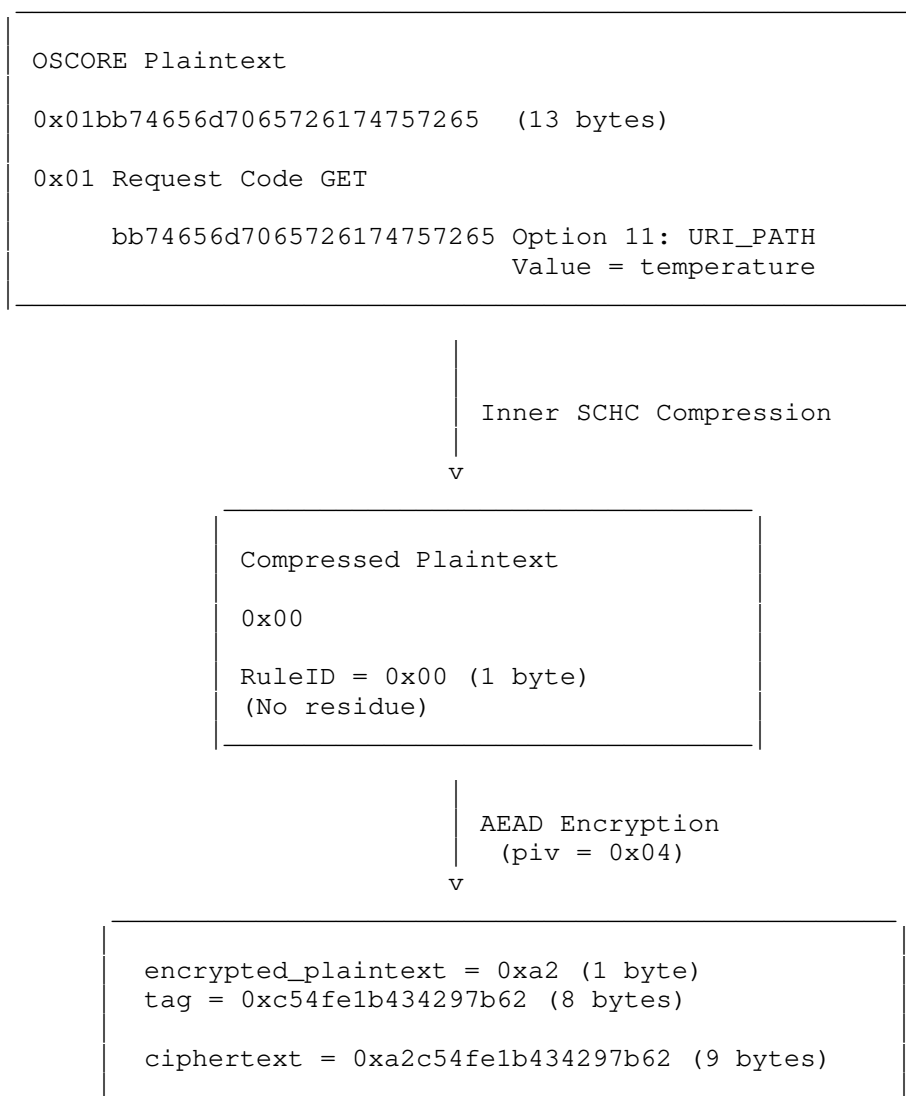 OSCORE Plaintext
0x01bb74656d7065726174757265 (13 bytes)
0x01 Request Code GET
bb74656d7065726174757265 Option 11: URI_PATH
Value = temperature
Inner SCHC Compression
v
Compressed Plaintext
0x00
RuleID = 0x00 (1 byte)
(No residue)
AEAD Encryption
(piv = 0x04)
v
encrypted_plaintext = 0xa2 (1 byte)
tag = 0xc54fe1b434297b62 (8 bytes)
ciphertext = 0xa2c54fe1b434297b62 (9 bytes)